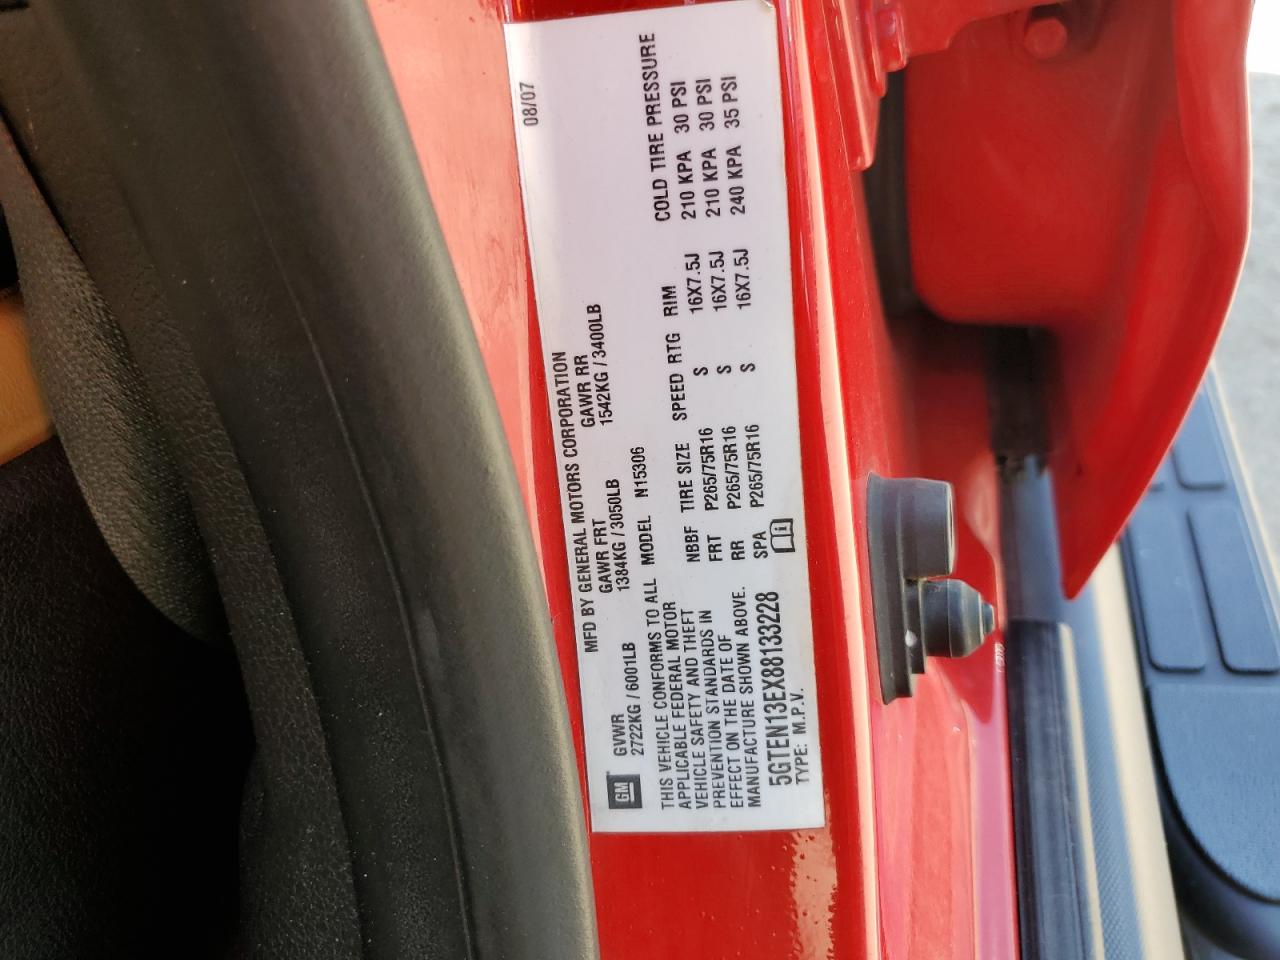 MFD BY GENERAL MOTORS CORPORATION 08/07
GM GVWR GAWR FRT GAWR RR
2722KG / 6001LB 1384KG / 3050LB 1542KG / 3400LB
THIS VEHICLE CONFORMS TO ALL
APPLICABLE FEDERAL MOTOR
VEHICLE SAFETY AND THEFT
PREVENTION STANDARDS IN
EFFECT ON THE DATE OF
MANUFACTURE SHOWN ABOVE.
MODEL N15306
NBBF TIRE SIZE SPEED RTG RIM COLD TIRE PRESSURE
FRT P265/75R16 S 16X7.5J 210 KPA 30 PSI
RR P265/75R16 S 16X7.5J 210 KPA 30 PSI
SPA P265/75R16 S 16X7.5J 240 KPA 35 PSI
5GTEN13EX88133228
TYPE: M.P.V.